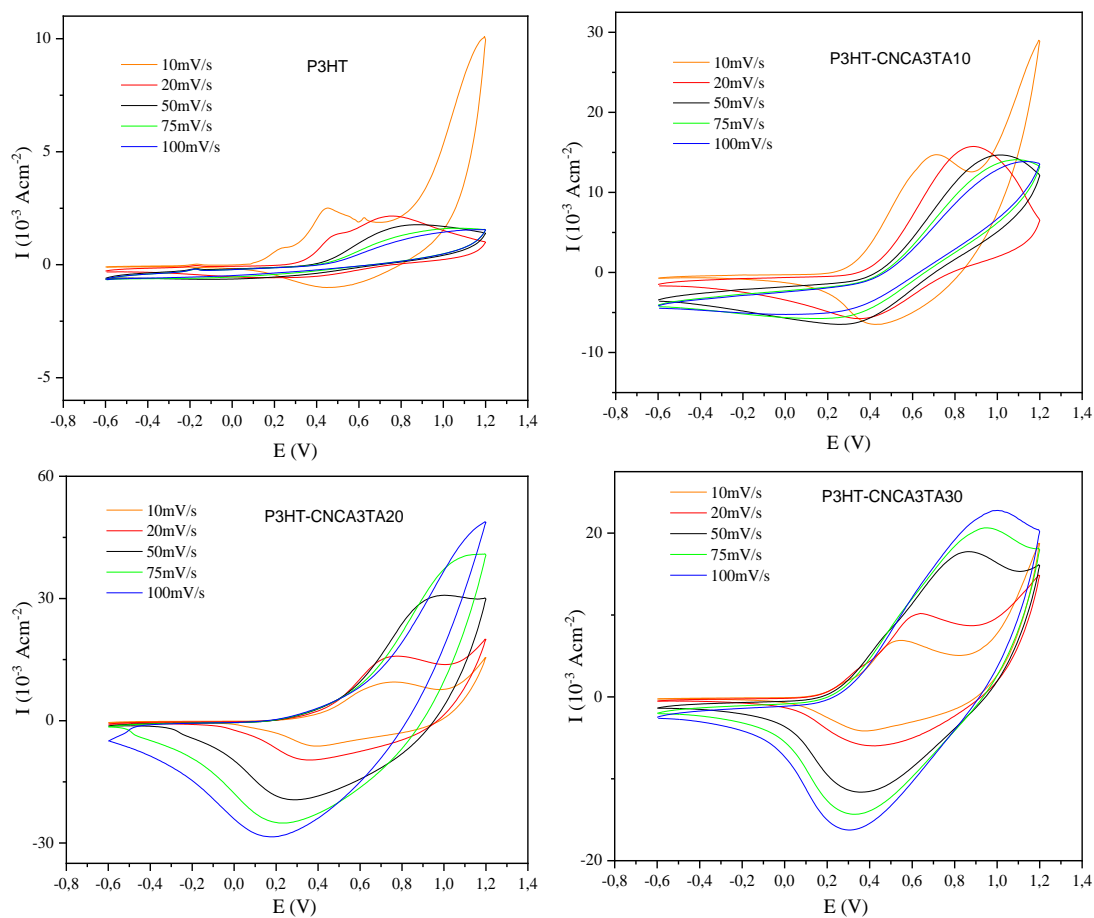 P3HT
10mV/s
20mV/s
50mV/s
75mV/s
100mV/s
I (10⁻³ Acm⁻²)
10
5
0
-5
-0,8 -0,6 -0,4 -0,2 0,0 0,2 0,4 0,6 0,8 1,0 1,2 1,4
E (V)
P3HT-CNCA3TA10
10mV/s
20mV/s
50mV/s
75mV/s
100mV/s
I (10⁻³ Acm⁻²)
30
20
10
0
-10
-0,8 -0,6 -0,4 -0,2 0,0 0,2 0,4 0,6 0,8 1,0 1,2 1,4
E (V)
P3HT-CNCA3TA20
10mV/s
20mV/s
50mV/s
75mV/s
100mV/s
I (10⁻³ Acm⁻²)
60
30
0
-30
-0,8 -0,6 -0,4 -0,2 0,0 0,2 0,4 0,6 0,8 1,0 1,2 1,4
E (V)
P3HT-CNCA3TA30
10mV/s
20mV/s
50mV/s
75mV/s
100mV/s
I (10⁻³ Acm⁻²)
20
0
-20
-0,8 -0,6 -0,4 -0,2 0,0 0,2 0,4 0,6 0,8 1,0 1,2 1,4
E (V)